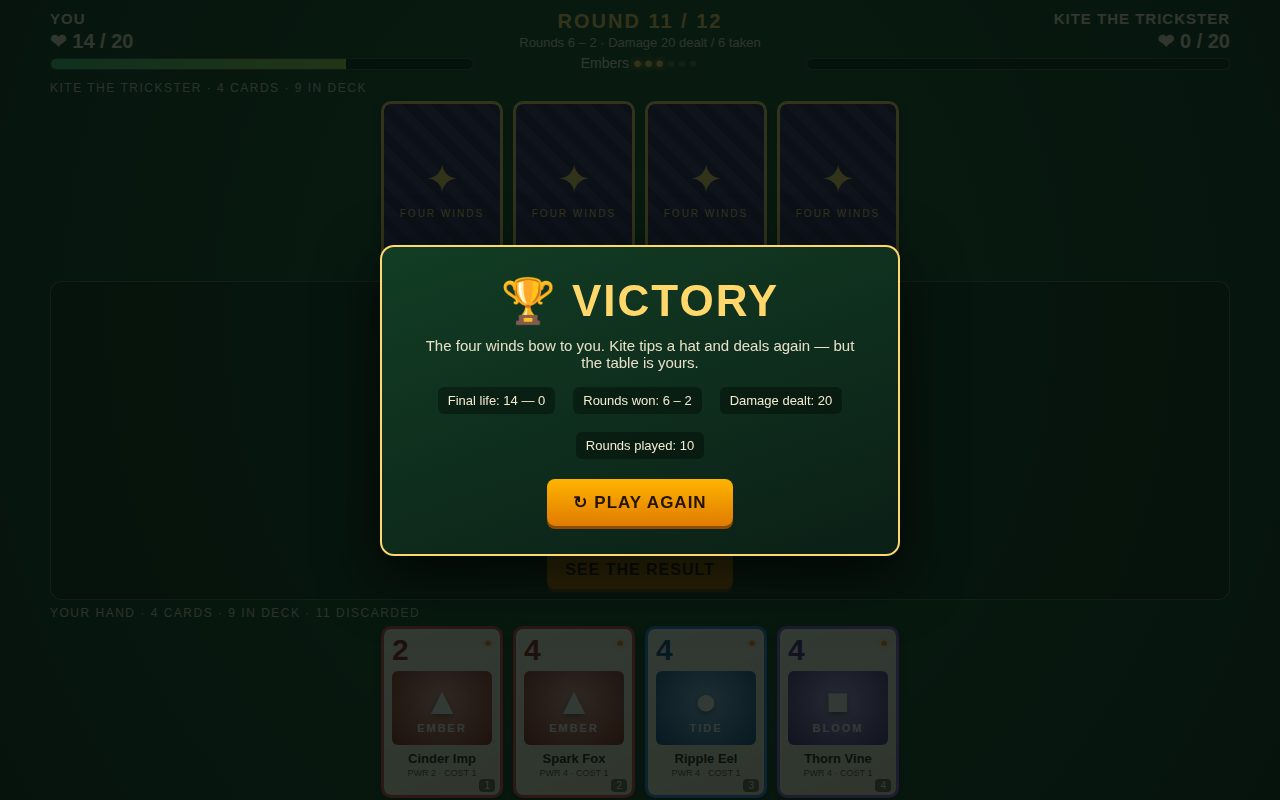 YOU
❤ 14 / 20
ROUND 11 / 12
Rounds 6 – 2 · Damage 20 dealt / 6 taken
Embers
KITE THE TRICKSTER
❤ 0 / 20
KITE THE TRICKSTER · 4 CARDS · 9 IN DECK
FOUR WINDS
FOUR WINDS
FOUR WINDS
FOUR WINDS
🏆 VICTORY
The four winds bow to you. Kite tips a hat and deals again — but
the table is yours.
Final life: 14 — 0
Rounds won: 6 – 2
Damage dealt: 20
Rounds played: 10
↻ PLAY AGAIN
SEE THE RESULT
YOUR HAND · 4 CARDS · 9 IN DECK · 11 DISCARDED
2
EMBER
Cinder Imp
PWR 2 · COST 1
1
4
EMBER
Spark Fox
PWR 4 · COST 1
2
4
TIDE
Ripple Eel
PWR 4 · COST 1
3
4
BLOOM
Thorn Vine
PWR 4 · COST 1
4